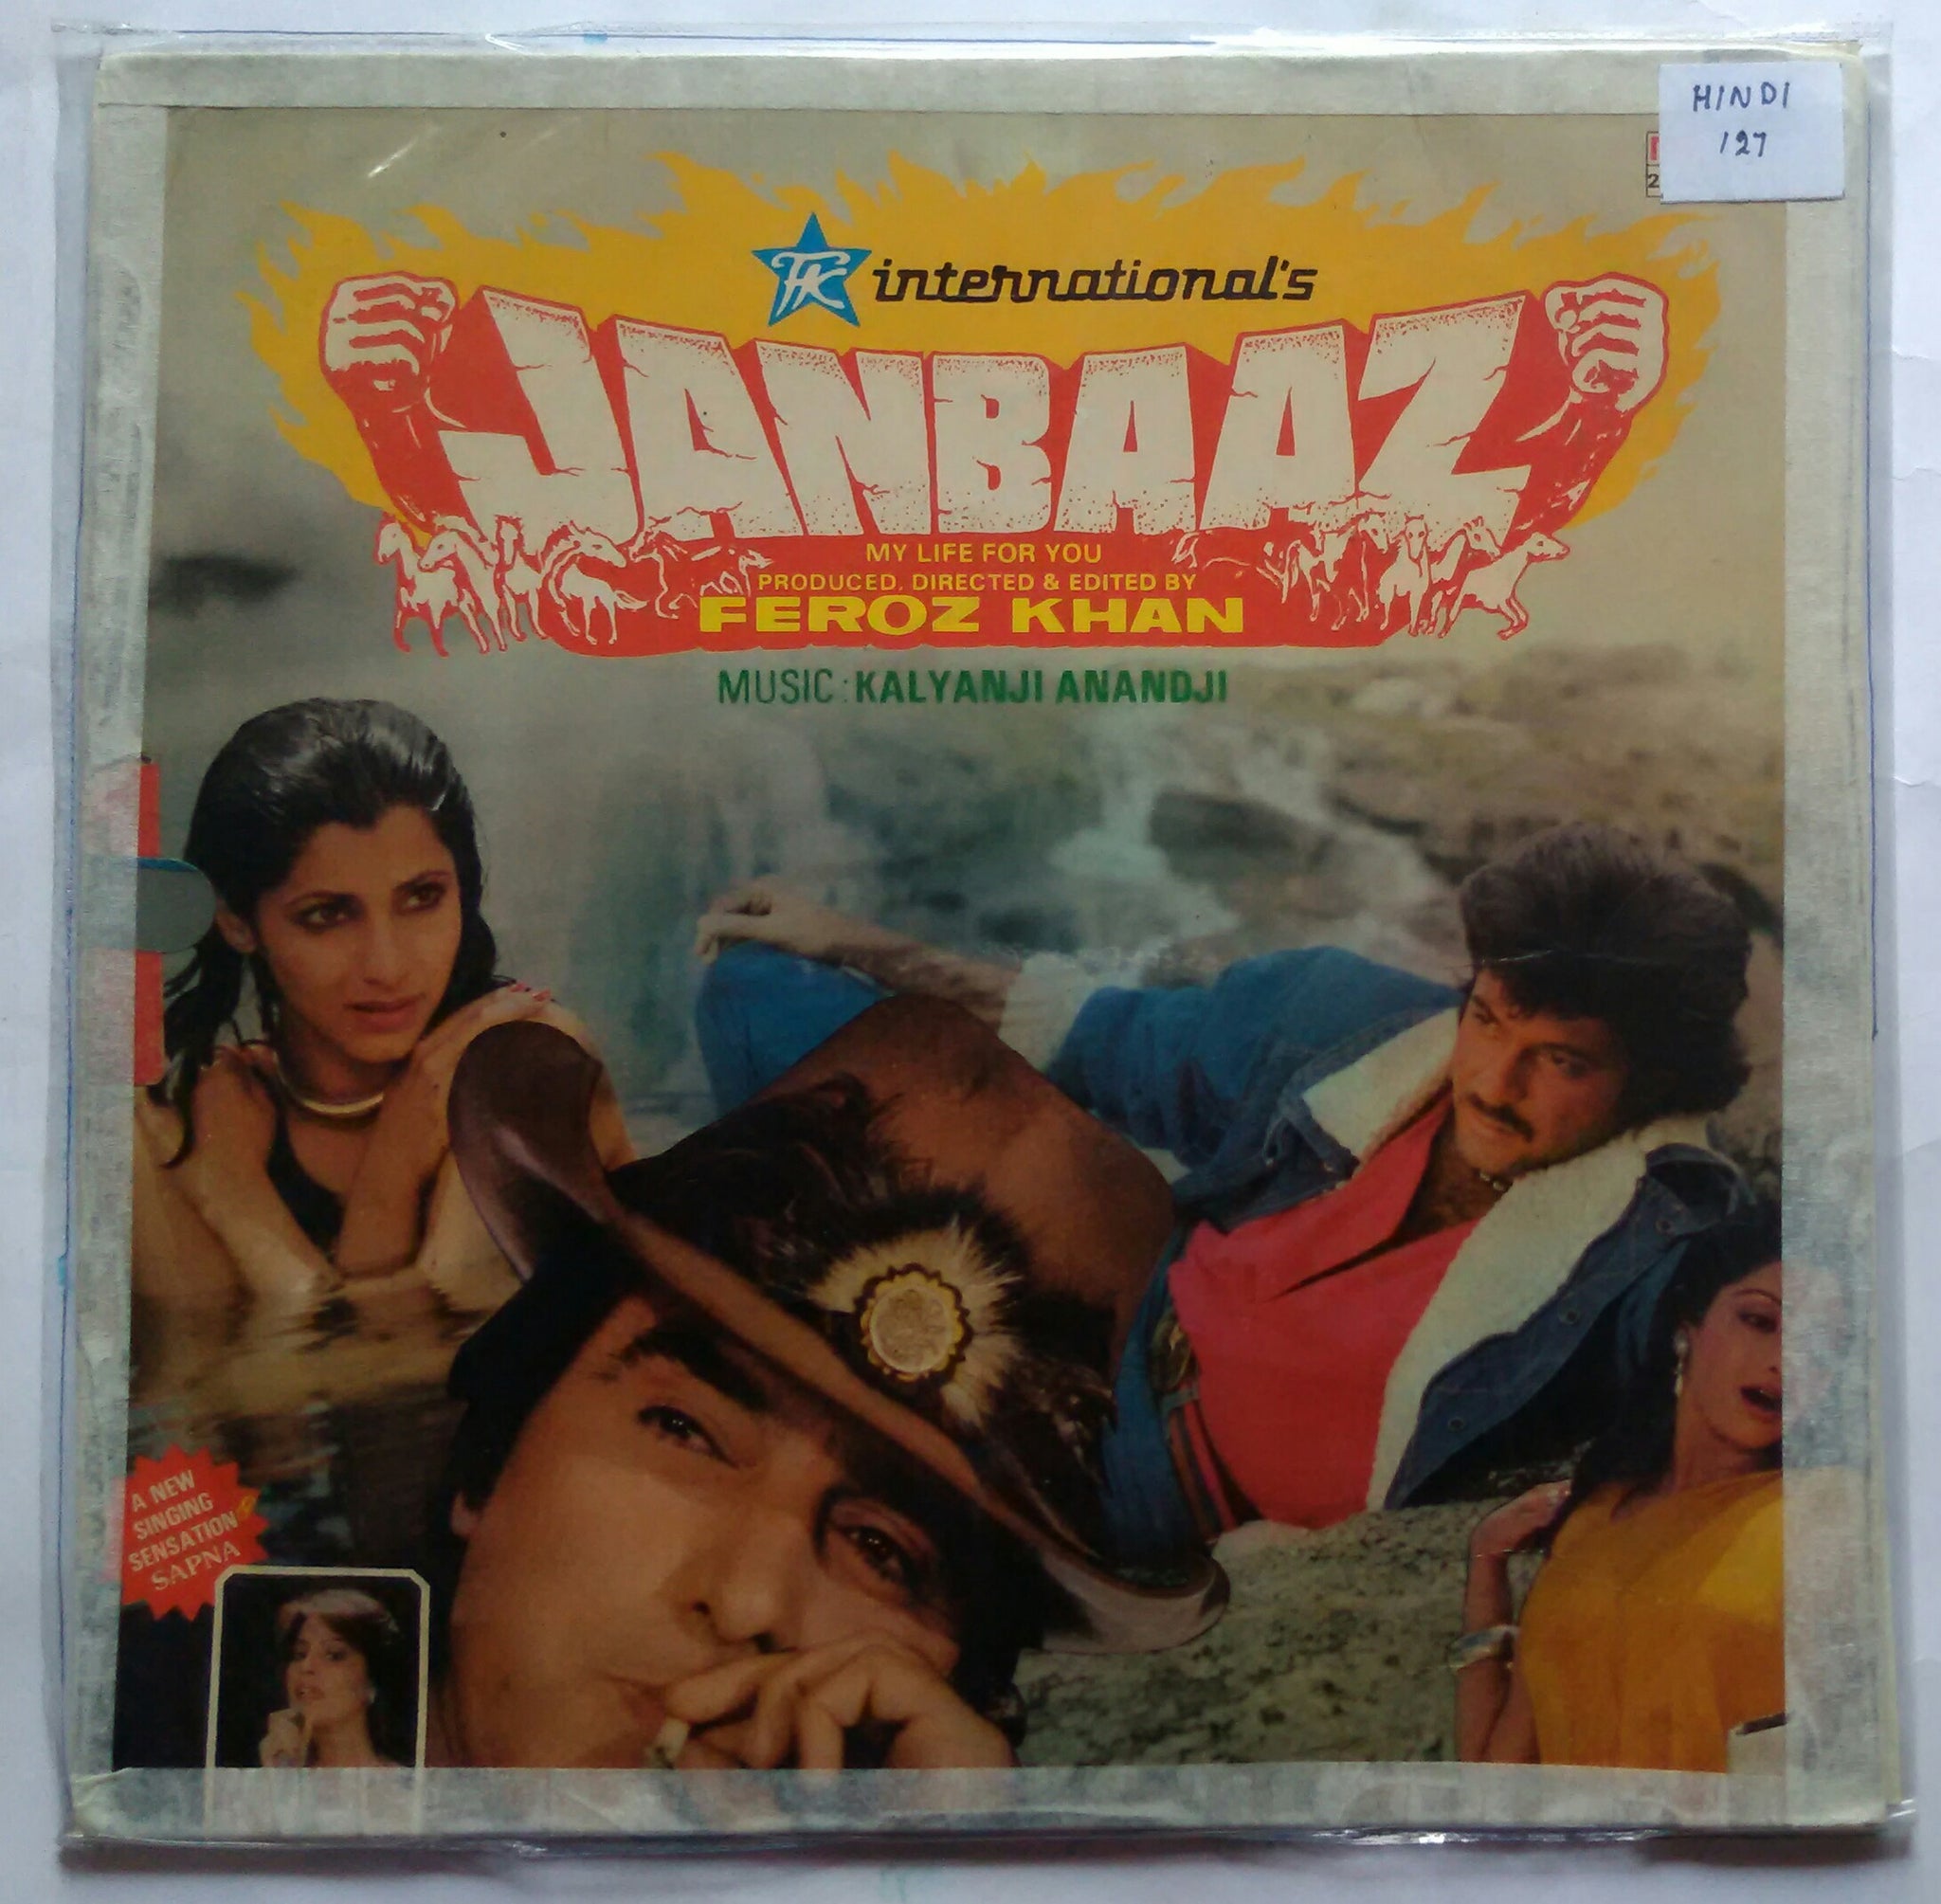 HINDI
127
2
FK international's
JANBAAZ
MY LIFE FOR YOU
PRODUCED, DIRECTED & EDITED BY
FEROZ KHAN
MUSIC : KALYANJI ANANDJI
A NEW
SINGING
SENSATION
SAPNA